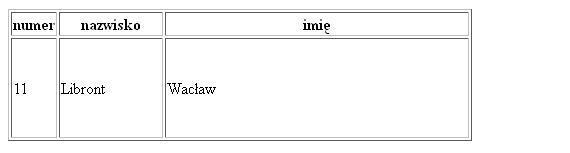 numer nazwisko imię
11 Libront Wacław